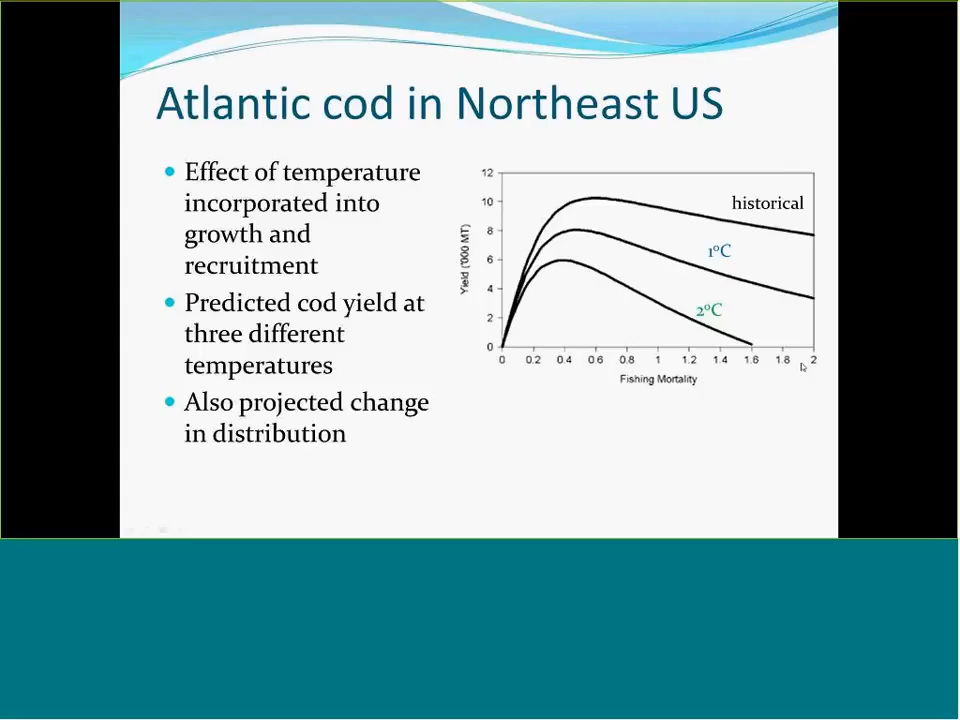 Atlantic cod in Northeast US
Effect of temperature
incorporated into
growth and
recruitment
Predicted cod yield at
three different
temperatures
Also projected change
in distribution
12
10
8
6
4
2
0
Yield ('000 MT)
historical
1°C
2°C
0 0.2 0.4 0.6 0.8 1 1.2 1.4 1.6 1.8 2
Fishing Mortality